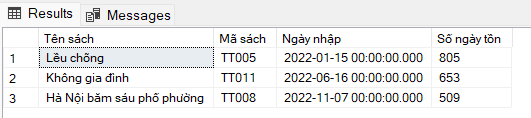 Results Messages
Tên sách Mã sách Ngày nhập Số ngày tồn
1 Lều chõng TT005 2022-01-15 00:00:00.000 805
2 Không gia đình TT011 2022-06-16 00:00:00.000 653
3 Hà Nội băm sáu phố phường TT008 2022-11-07 00:00:00.000 509